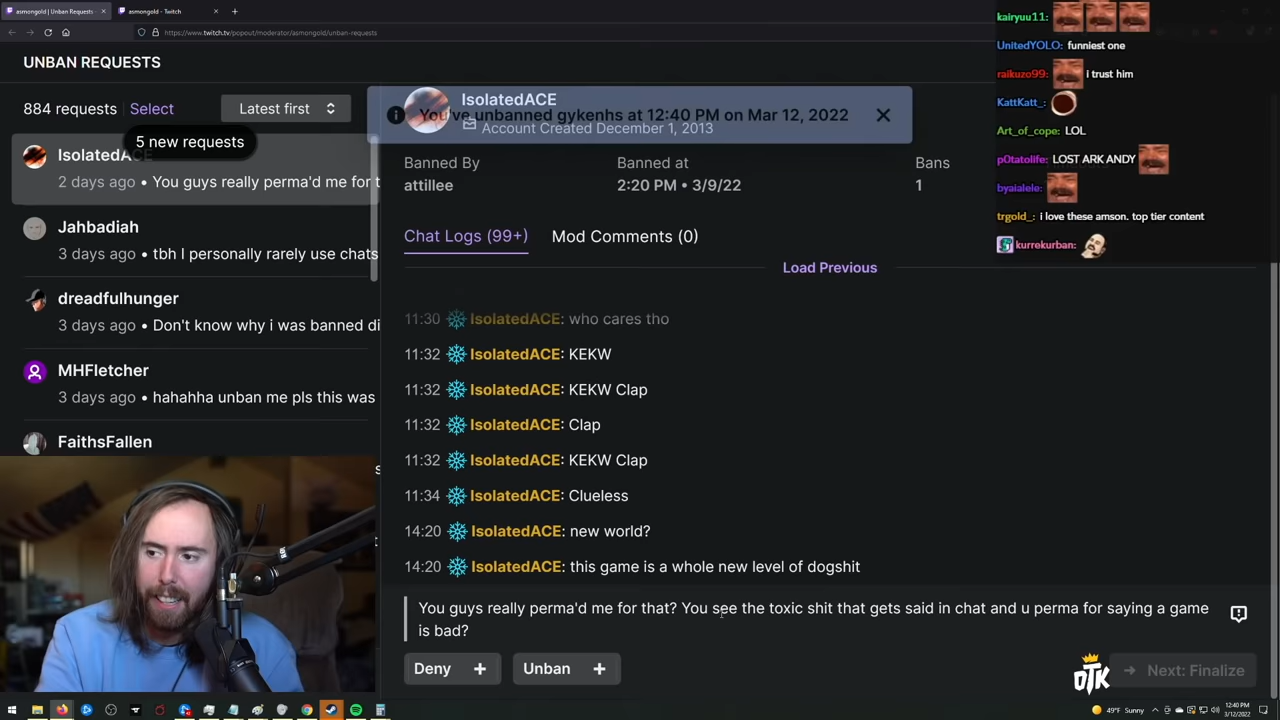 asmongold | Unban Requests
asmongold - Twitch
https://www.twitch.tv/popout/moderator/asmongold/unban-requests
UNBAN REQUESTS
884 requests Select
Latest first
5 new requests
IsolatedACE
2 days ago • You guys really perma'd me for t
Jahbadiah
3 days ago • tbh I personally rarely use chats
dreadfulhunger
3 days ago • Don't know why i was banned di
MHFletcher
3 days ago • hahahha unban me pls this was
FaithsFallen
IsolatedACE
You've unbanned gykenhs at 12:40 PM on Mar 12, 2022
Account Created December 1, 2013
Banned By
attillee
Banned at
2:20 PM • 3/9/22
Bans
1
Chat Logs (99+)
Mod Comments (0)
Load Previous
11:30 IsolatedACE: who cares tho
11:32 IsolatedACE: KEKW
11:32 IsolatedACE: KEKW Clap
11:32 IsolatedACE: Clap
11:32 IsolatedACE: KEKW Clap
11:34 IsolatedACE: Clueless
14:20 IsolatedACE: new world?
14:20 IsolatedACE: this game is a whole new level of dogshit
You guys really perma'd me for that? You see the toxic shit that gets said in chat and u perma for saying a game
is bad?
Deny +
Unban +
Next: Finalize
OTK
kairyuu11:
UnitedYOLO: funniest one
raikuzo99: i trust him
KattKatt_:
Art_of_cope: LOL
p0tatolife: LOST ARK ANDY
byaialele:
trgold_: i love these amson. top tier content
kurrekurban:
49°F Sunny
12:40 PM
3/12/2022